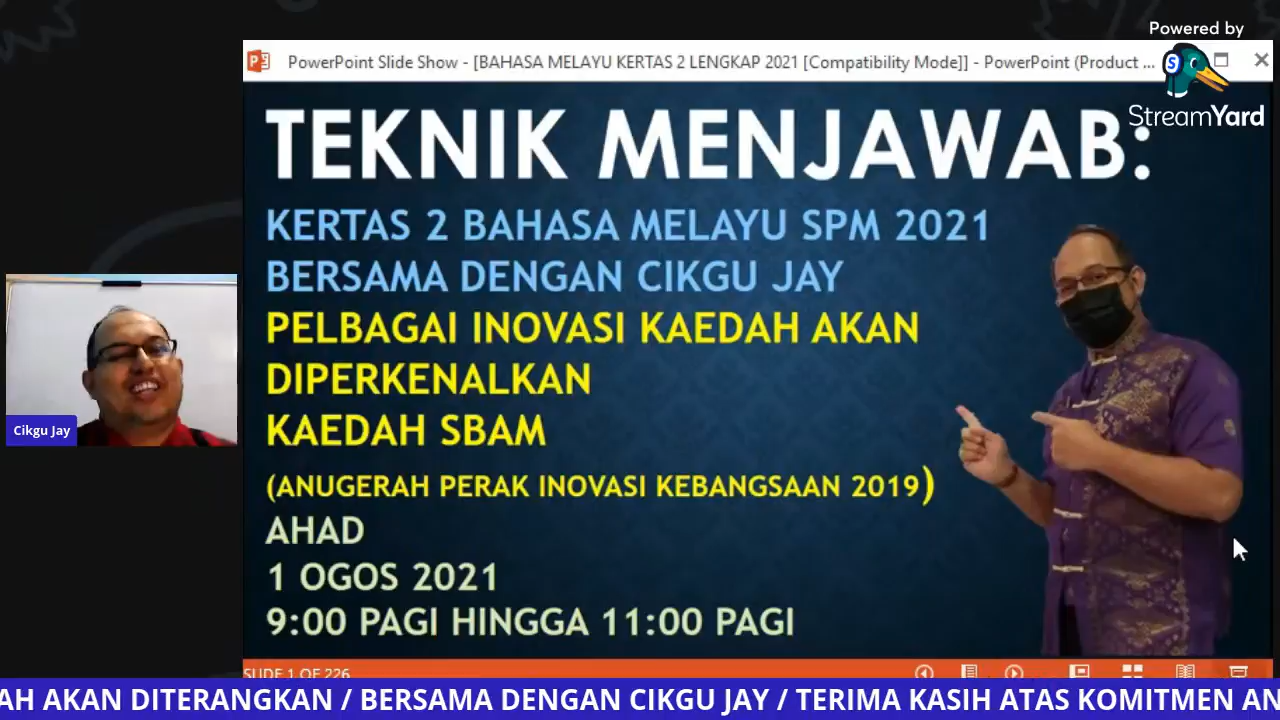 Powered by
StreamYard
PowerPoint Slide Show - [BAHASA MELAYU KERTAS 2 LENGKAP 2021 [Compatibility Mode]] - PowerPoint (Product ...
TEKNIK MENJAWAB:
KERTAS 2 BAHASA MELAYU SPM 2021
BERSAMA DENGAN CIKGU JAY
PELBAGAI INOVASI KAEDAH AKAN
DIPERKENALKAN
KAEDAH SBAM
(ANUGERAH PERAK INOVASI KEBANGSAAN 2019)
AHAD
1 OGOS 2021
9:00 PAGI HINGGA 11:00 PAGI
Cikgu Jay
SLIDE 1 OF 226
AH AKAN DITERANGKAN / BERSAMA DENGAN CIKGU JAY / TERIMA KASIH ATAS KOMITMEN AN